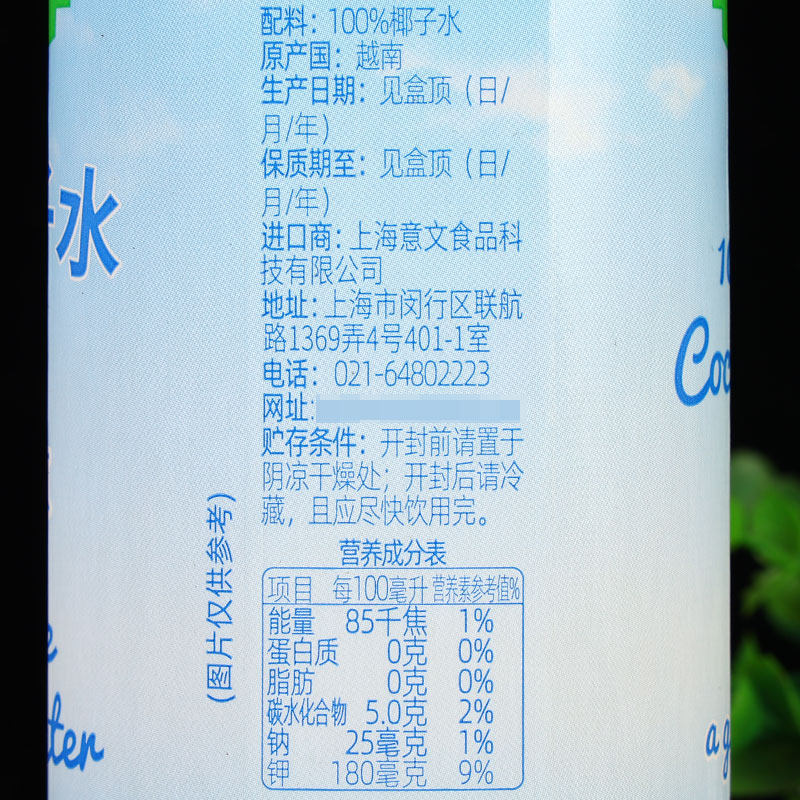 配料：100%椰子水
原产国：越南
生产日期：见盒顶（日/
月/年）
保质期至：见盒顶（日/
月/年）
进口商：上海意文食品科
技有限公司
地址：上海市闵行区联航
路1369弄4号401-1室
电话：021-64802223
网址:
贮存条件：开封前请置于
阴凉干燥处；开封后请冷
藏，且应尽快饮用完。
(图片仅供参考)
营养成分表
项目 每100毫升 营养素参考值%
能量 85千焦 1%
蛋白质 0克 0%
脂肪 0克 0%
碳水化合物 5.0克 2%
钠 25毫克 1%
钾 180毫克 9%
水